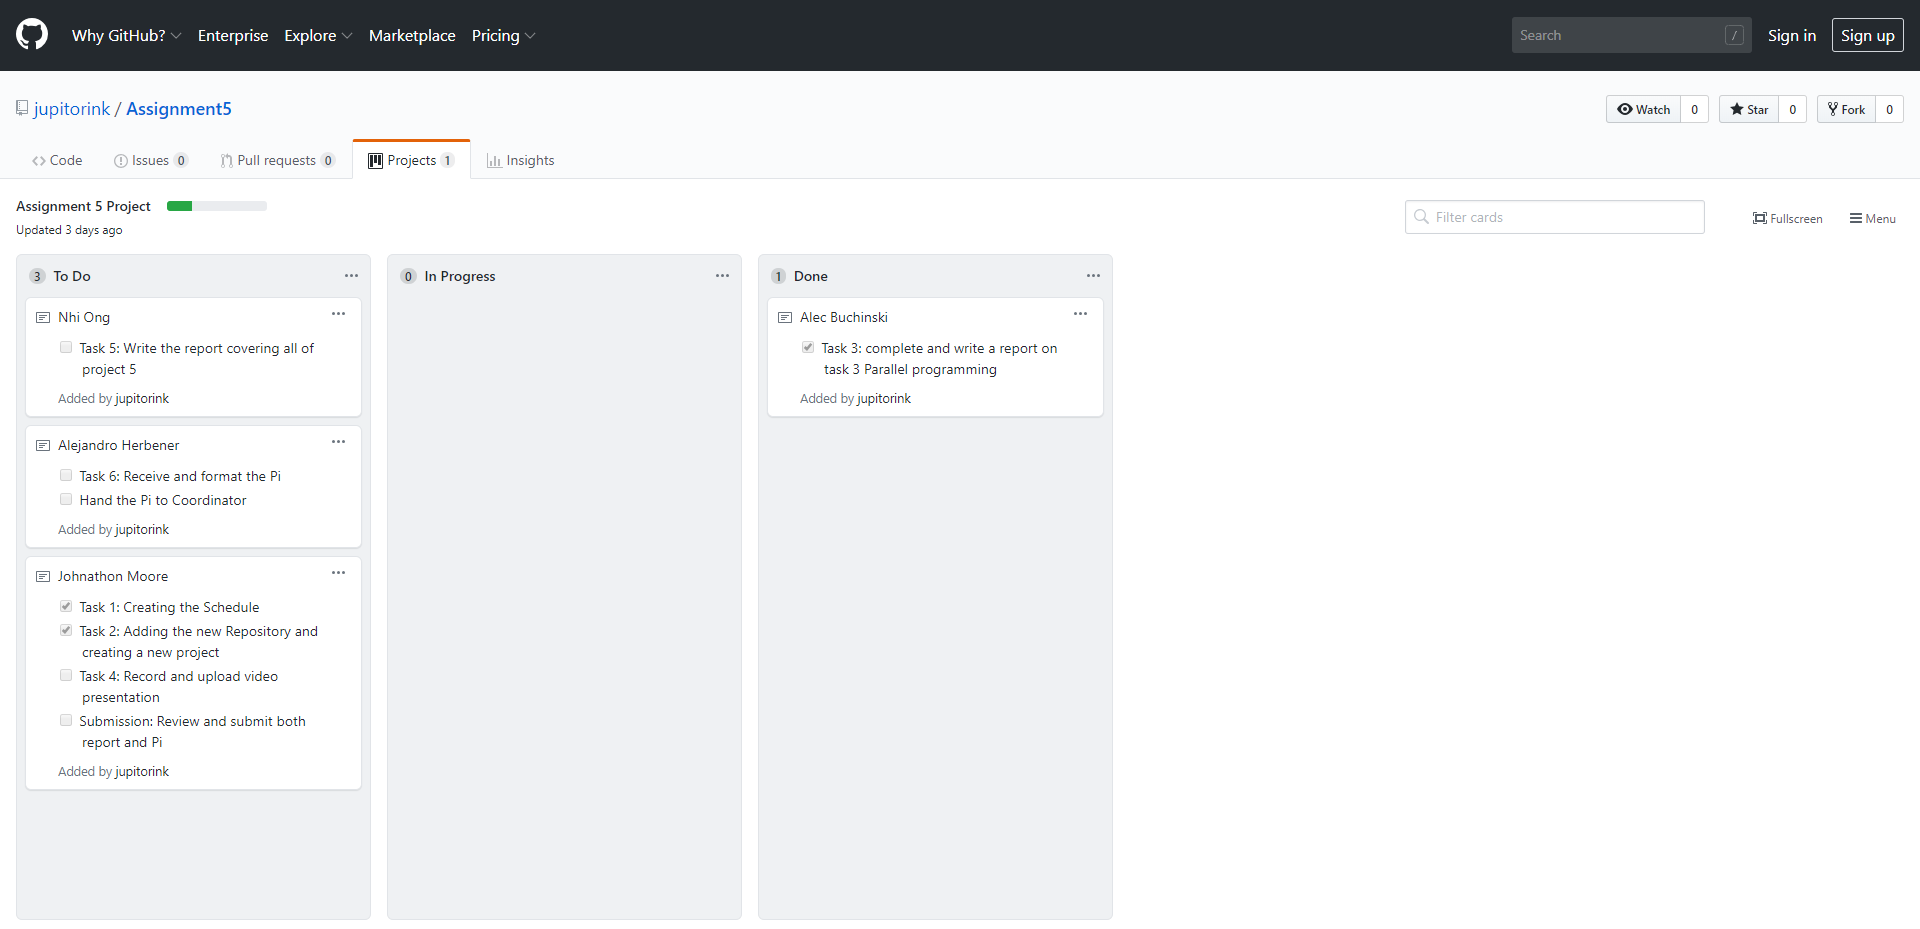 Why GitHub? Enterprise Explore Marketplace Pricing Search / Sign in Sign up
jupitorink / Assignment5 Watch 0 Star 0 Fork 0
Code Issues 0 Pull requests 0 Projects 1 Insights
Assignment 5 Project
Updated 3 days ago
Filter cards Fullscreen Menu
3 To Do
Nhi Ong
Task 5: Write the report covering all of
project 5
Added by jupitorink
Alejandro Herbener
Task 6: Receive and format the Pi
Hand the Pi to Coordinator
Added by jupitorink
Johnathon Moore
Task 1: Creating the Schedule
Task 2: Adding the new Repository and
creating a new project
Task 4: Record and upload video
presentation
Submission: Review and submit both
report and Pi
Added by jupitorink
0 In Progress
1 Done
Alec Buchinski
Task 3: complete and write a report on
task 3 Parallel programming
Added by jupitorink